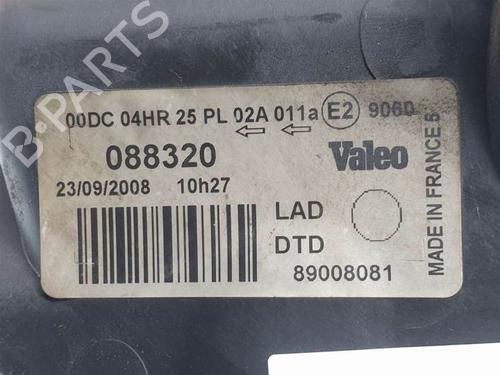 00DC 04HR 25 PL 02A 011a E2 9060
088320
Valeo
23/09/2008 10h27
LAD
DTD
89008081
MADE IN FRANCE 5